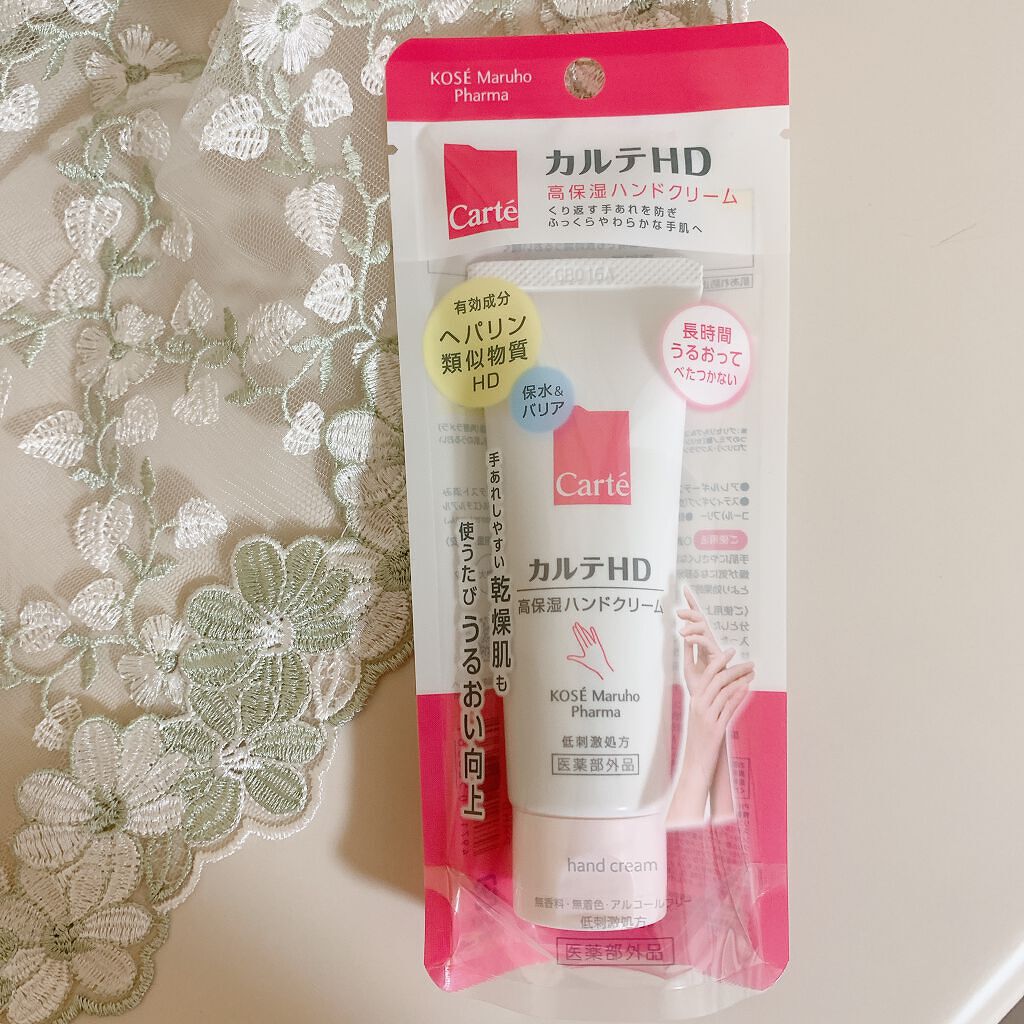 KOSÉ Maruho
Pharma
Carté
カルテHD
高保湿ハンドクリーム
くり返す手あれを防ぎ
ふっくらやわらかな手肌へ
有効成分
ヘパリン
類似物質
HD
保水&
バリア
長時間
うるおって
べたつかない
手あれしやすい乾燥肌も
使うたびうるおい向上
Carté
カルテHD
高保湿ハンドクリーム
KOSÉ Maruho
Pharma
低刺激処方
医薬部外品
hand cream
無香料・無着色・アルコールフリー
低刺激処方
医薬部外品